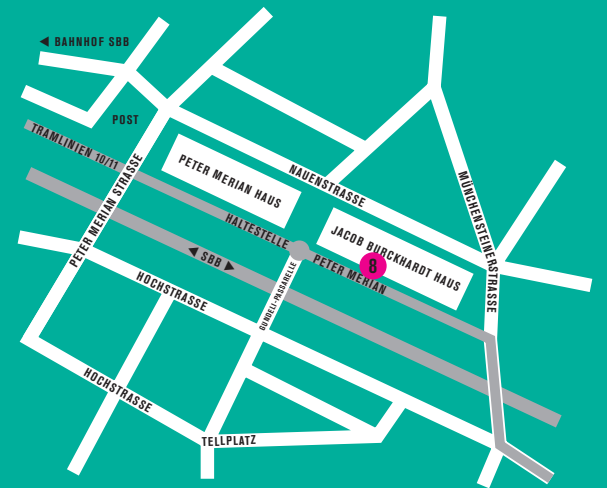 ◀ BAHNHOF SBB
POST
TRAMLINIEN 10/11
PETER MERIAN STRASSE
PETER MERIAN HAUS
NAUENSTRASSE
MÜNCHENSTEINERSTRASSE
HALTESTELLE PETER MERIAN
JACOB BURCKHARDT HAUS
8
◀ SBB ▶
GUNDELI-PASSARELLE
HOCHSTRASSE
HOCHSTRASSE
TELLPLATZ